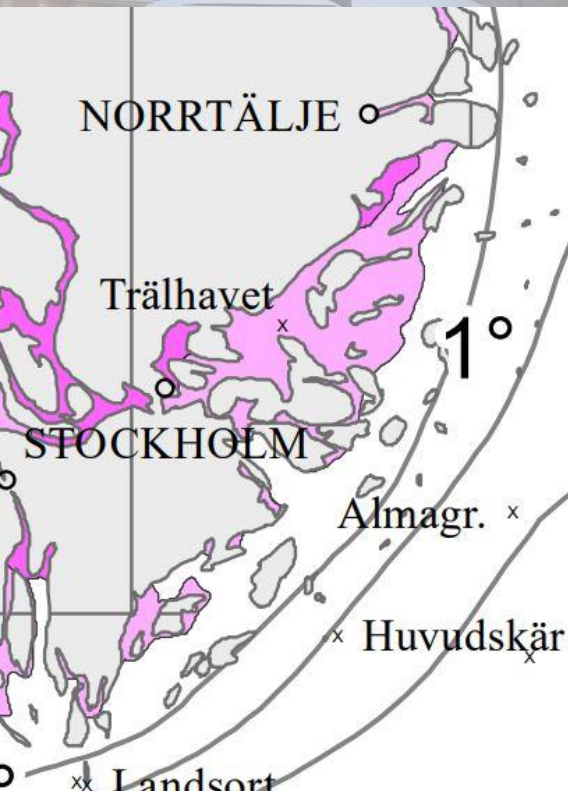 NORRTÄLJE
Trälhavet
1°
STOCKHOLM
Almagr.
Huvudskär
Landsort